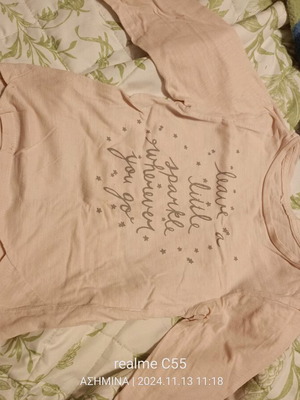 leave a
little
sparkle
wherever
you go
realme C55
ΑΣΗΜΙΝΑ | 2024.11.13 11:18